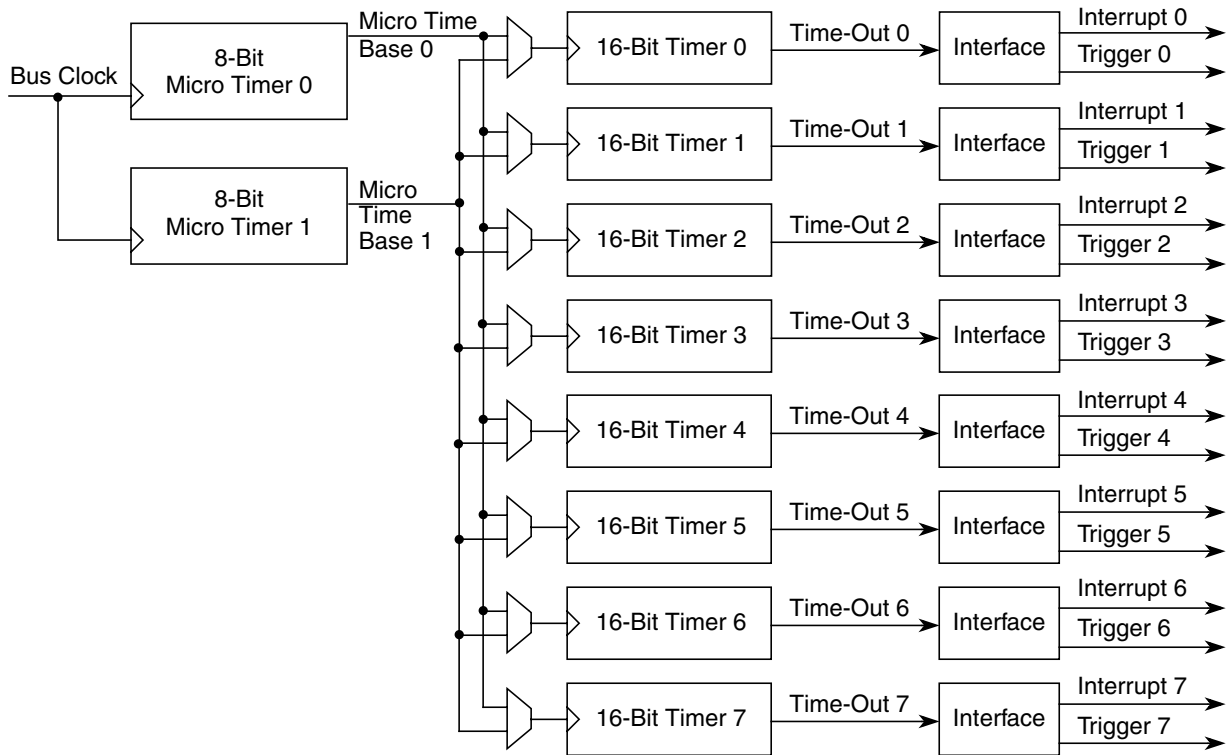 Bus Clock
8-Bit
Micro Timer 0
Micro Time
Base 0
8-Bit
Micro Timer 1
Micro
Time
Base 1
16-Bit Timer 0
Time-Out 0
Interface
Interrupt 0
Trigger 0
16-Bit Timer 1
Time-Out 1
Interface
Interrupt 1
Trigger 1
16-Bit Timer 2
Time-Out 2
Interface
Interrupt 2
Trigger 2
16-Bit Timer 3
Time-Out 3
Interface
Interrupt 3
Trigger 3
16-Bit Timer 4
Time-Out 4
Interface
Interrupt 4
Trigger 4
16-Bit Timer 5
Time-Out 5
Interface
Interrupt 5
Trigger 5
16-Bit Timer 6
Time-Out 6
Interface
Interrupt 6
Trigger 6
16-Bit Timer 7
Time-Out 7
Interface
Interrupt 7
Trigger 7